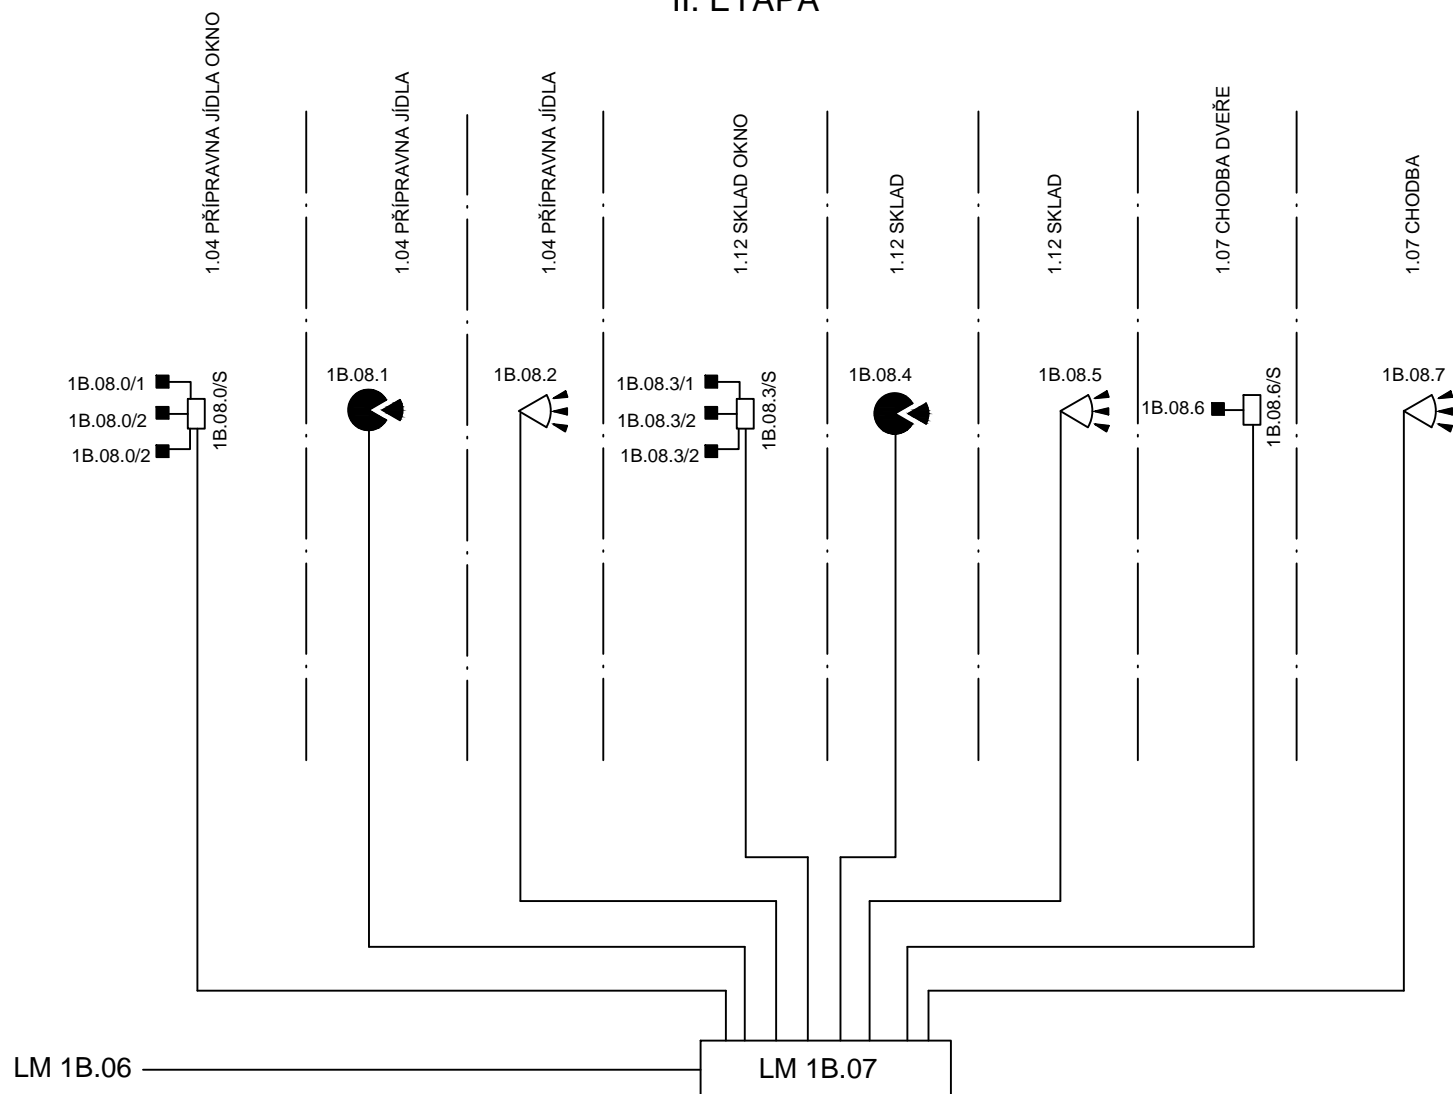 II. ETAPA
1.04 PŘÍPRAVNA JÍDLA OKNO
1.04 PŘÍPRAVNA JÍDLA
1.04 PŘÍPRAVNA JÍDLA
1.12 SKLAD OKNO
1.12 SKLAD
1.12 SKLAD
1.07 CHODBA DVEŘE
1.07 CHODBA
1B.08.0/1
1B.08.0/2
1B.08.0/2
1B.08.0/S
1B.08.1
1B.08.2
1B.08.3/1
1B.08.3/2
1B.08.3/2
1B.08.3/S
1B.08.4
1B.08.5
1B.08.6
1B.08.6/S
1B.08.7
LM 1B.06
LM 1B.07